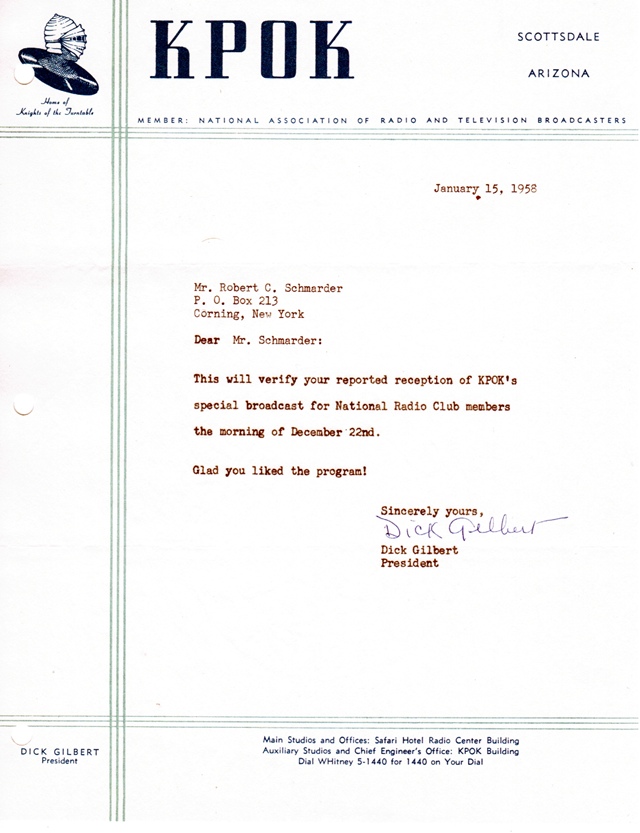 KPOK
SCOTTSDALE
ARIZONA
Home of
Knights of the Turntable
MEMBER: NATIONAL ASSOCIATION OF RADIO AND TELEVISION BROADCASTERS
January 15, 1958
Mr. Robert C. Schmarder
P. O. Box 213
Corning, New York
Dear Mr. Schmarder:
This will verify your reported reception of KPOK's
special broadcast for National Radio Club members
the morning of December 22nd.
Glad you liked the program!
Sincerely yours,
Dick Gilbert
Dick Gilbert
President
DICK GILBERT
President
Main Studios and Offices: Safari Hotel Radio Center Building
Auxiliary Studios and Chief Engineer's Office: KPOK Building
Dial WHitney 5-1440 for 1440 on Your Dial